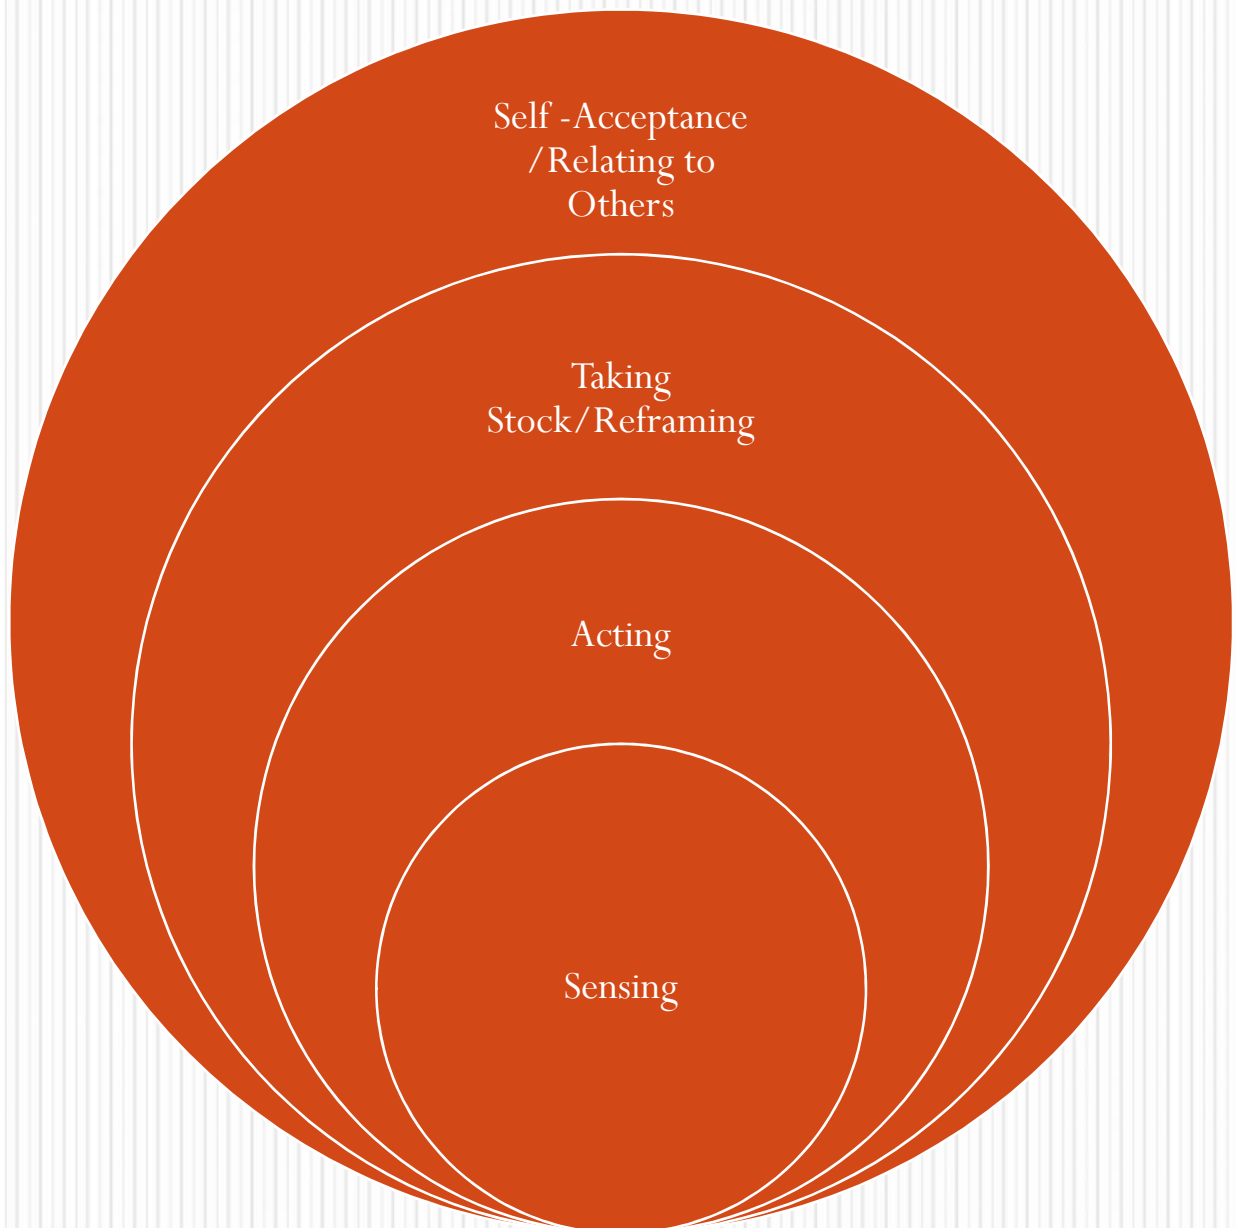 Self -Acceptance
/Relating to
Others
Taking
Stock/Reframing
Acting
Sensing